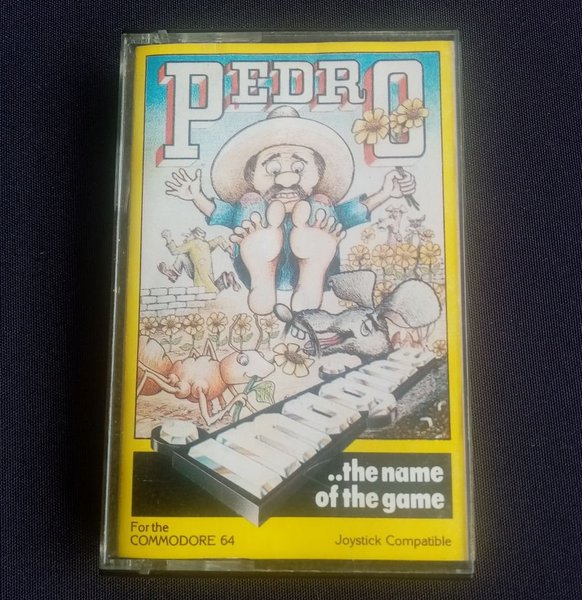 PEDRO
imagine
..the name
of the game
For the
COMMODORE 64
Joystick Compatible